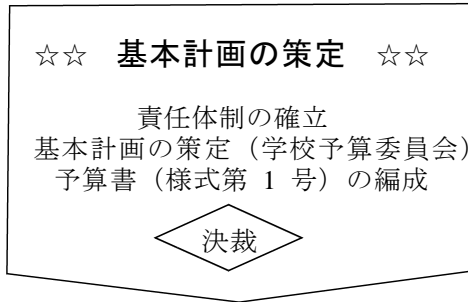 ☆☆ 基本計画の策定 ☆☆
責任体制の確立
基本計画の策定（学校予算委員会）
予算書（様式第 1 号）の編成
決裁